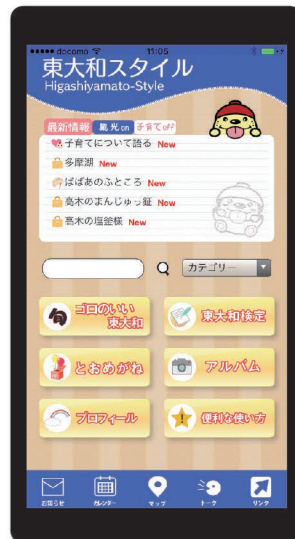 docomo 11:05
東大和スタイル
Higashiyamato-Style
最新情報 観光on 子育てoff
子育てについて語る New
多摩湖 New
ばばあのふところ New
高木のまんじゅっ艇 New
高木の塩釜様 New
カテゴリー
ゴロのいい
東大和
東大和検定
とおめがね
アルバム
プロフィール
便利な使い方
お知らせ カレンダー マップ トーク リンク